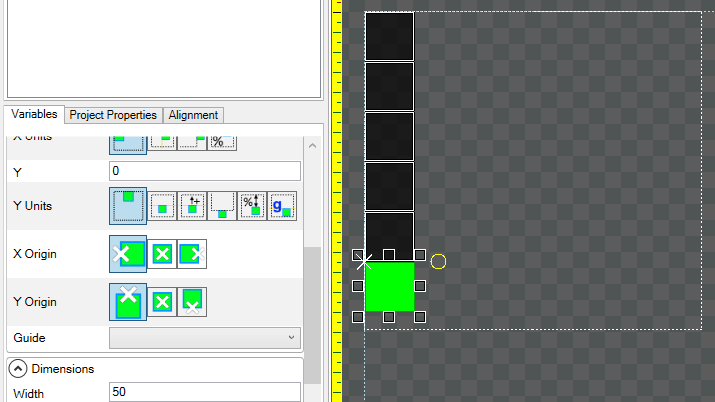 Variables Project Properties Alignment
X Units %
Y 0
Y Units + % g
X Origin
Y Origin
Guide
Dimensions
Width 50